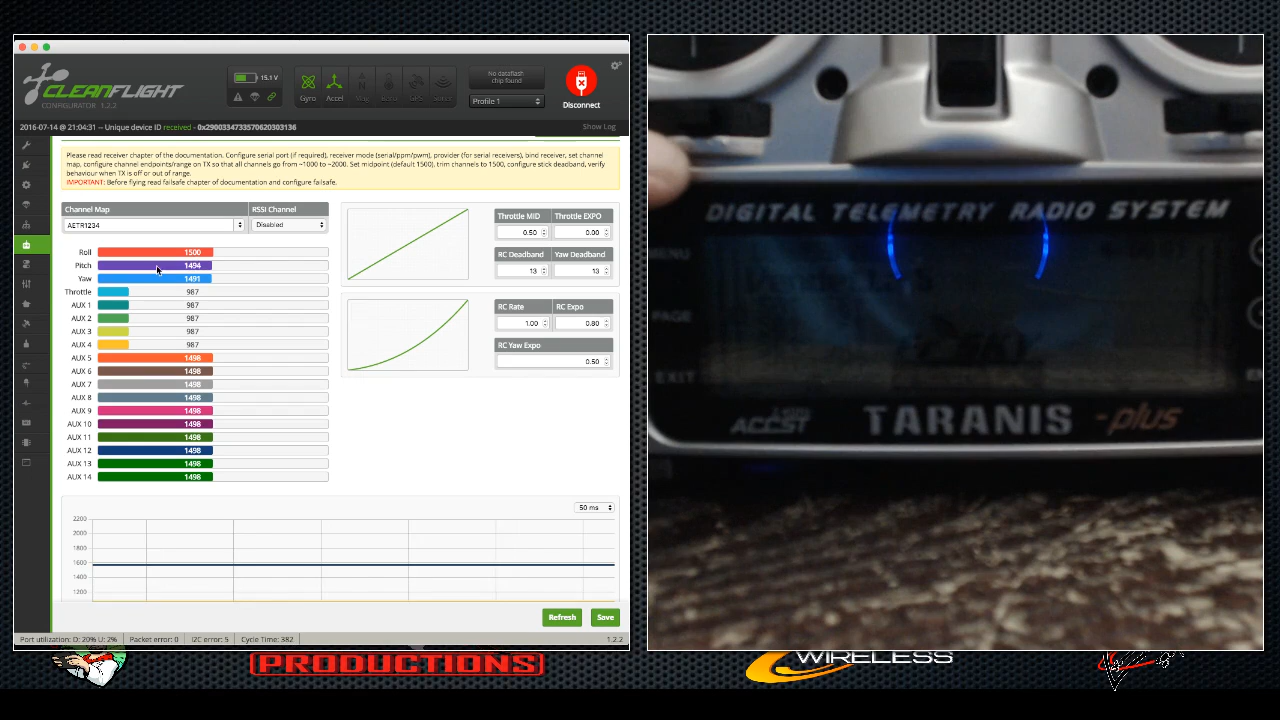 CLEANFLIGHT
CONFIGURATOR 1.2.2
15.1 V
Gyro
Accel
No dataflash
chip found
Profile 1
Disconnect
2016-07-14 @ 21:04:31 -- Unique device ID received - 0x2900334733570620303136
Show Log
Please read receiver chapter of the documentation. Configure serial port (if required), receiver mode (serial/ppm/pwm), provider (for serial receivers), bind receiver, set channel
map, configure channel endpoints/range on TX so that all channels go from ~1000 to ~2000. Set midpoint (default 1500), trim channels to 1500, configure stick deadband, verify
behaviour when TX is off or out of range.
IMPORTANT: Before flying read failsafe chapter of documentation and configure failsafe.
Channel Map
RSSI Channel
AETR1234
Disabled
Roll 1500
Pitch 1494
Yaw 1491
Throttle 987
AUX 1 987
AUX 2 987
AUX 3 987
AUX 4 987
AUX 5 1498
AUX 6 1498
AUX 7 1498
AUX 8 1498
AUX 9 1498
AUX 10 1498
AUX 11 1498
AUX 12 1498
AUX 13 1498
AUX 14 1498
Throttle MID Throttle EXPO
0.50 0.00
RC Deadband Yaw Deadband
13 13
RC Rate RC Expo
1.00 0.80
RC Yaw Expo
0.50
50 ms
2200
2000
1800
1600
1400
1200
Refresh
Save
Port utilization: D: 20% U: 2%
Packet error: 0
I2C error: 5
Cycle Time: 382
1.2.2
DIGITAL TELEMETRY RADIO SYSTEM
MENU
PAGE
EXIT
ACCST
TARANIS -plus
PRODUCTIONS
WIRELESS